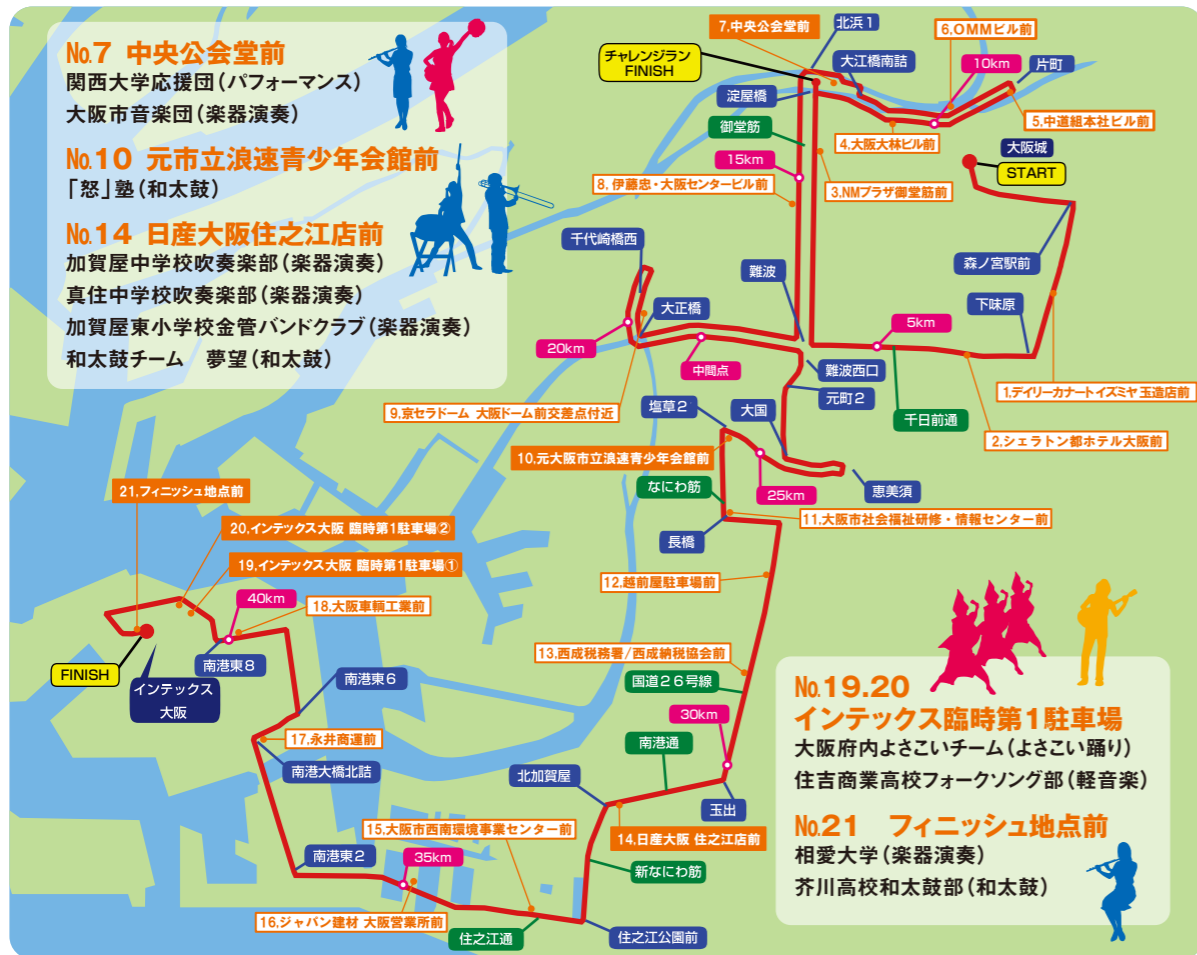 No.7 中央公会堂前
関西大学応援団(パフォーマンス)
大阪市音楽団(楽器演奏)
No.10 元市立浪速青少年会館前
「怒」塾(和太鼓)
No.14 日産大阪住之江店前
加賀屋中学校吹奏楽部(楽器演奏)
真住中学校吹奏楽部(楽器演奏)
加賀屋東小学校金管バンドクラブ(楽器演奏)
和太鼓チーム 夢望(和太鼓)
チャレンジラン
FINISH
7.中央公会堂前
北浜1
大江橋南詰
6.OMMビル前
10km
片町
淀屋橋
御堂筋
15km
8.伊藤忠・大阪センタービル前
3.NMプラザ御堂筋前
4.大阪大林ビル前
5.中道組本社ビル前
大阪城
START
千代崎橋西
大正橋
難波
森ノ宮駅前
下味原
5km
20km
中間点
難波西口
元町2
千日前通
1.デイリーカナートイズミヤ 玉造店前
2.シェラトン都ホテル大阪前
9.京セラドーム 大阪ドーム前交差点付近
塩草2
大国
10.元大阪市立浪速青少年会館前
25km
恵美須
なにわ筋
長橋
11.大阪市社会福祉研修・情報センター前
12.越前屋駐車場前
13.西成税務署/西成納税協会前
国道26号線
30km
南港通
玉出
北加賀屋
14.日産大阪 住之江店前
新なにわ筋
15.大阪市西南環境事業センター前
住之江公園前
住之江通
35km
16.ジャパン建材 大阪営業所前
南港東2
南港大橋北詰
17.永井商運前
南港東6
18.大阪車輌工業前
40km
南港東8
19.インテックス大阪 臨時第1駐車場①
20.インテックス大阪 臨時第1駐車場②
21.フィニッシュ地点前
FINISH
インテックス
大阪
No.19.20
インテックス臨時第1駐車場
大阪府内よさこいチーム(よさこい踊り)
住吉商業高校フォークソング部(軽音楽)
No.21 フィニッシュ地点前
相愛大学(楽器演奏)
芥川高校和太鼓部(和太鼓)